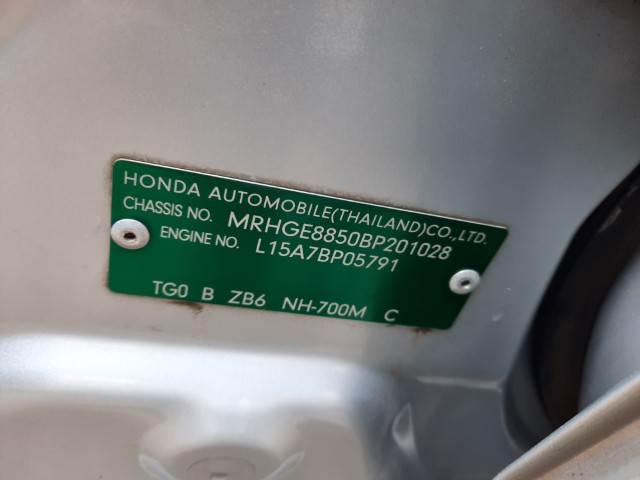 HONDA AUTOMOBILE(THAILAND)CO.,LTD.
CHASSIS NO. MRHGE8850BP201028
ENGINE NO. L15A7BP05791
TG0 B ZB6 NH-700M C